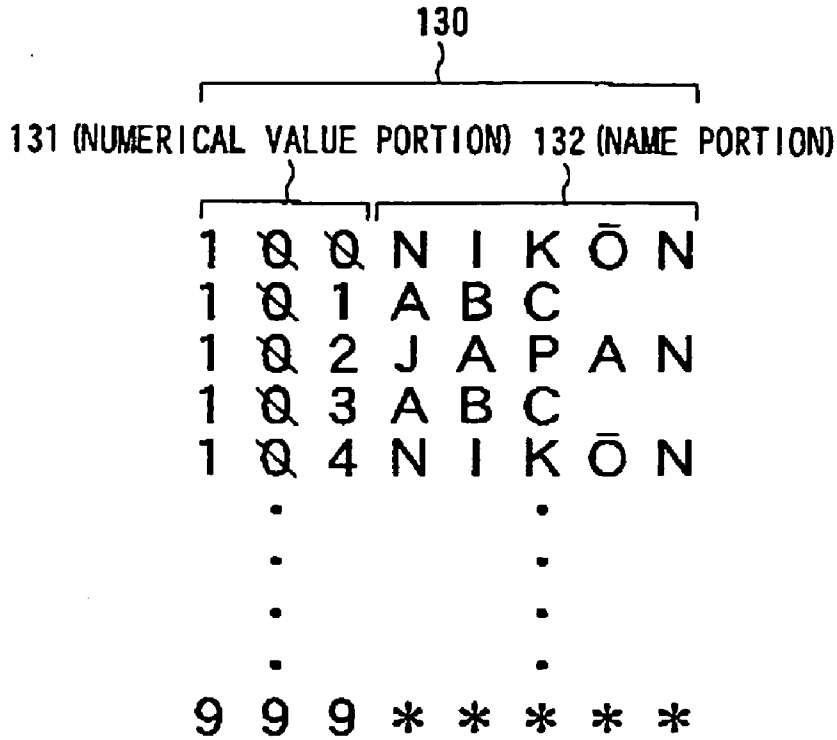 130
131 (NUMERICAL VALUE PORTION) 132 (NAME PORTION)
1 0 0 N I K Ō N
1 0 1 A B C
1 0 2 J A P A N
1 0 3 A B C
1 0 4 N I K Ō N
. .
. .
. .
. .
9 9 9 * * * * *